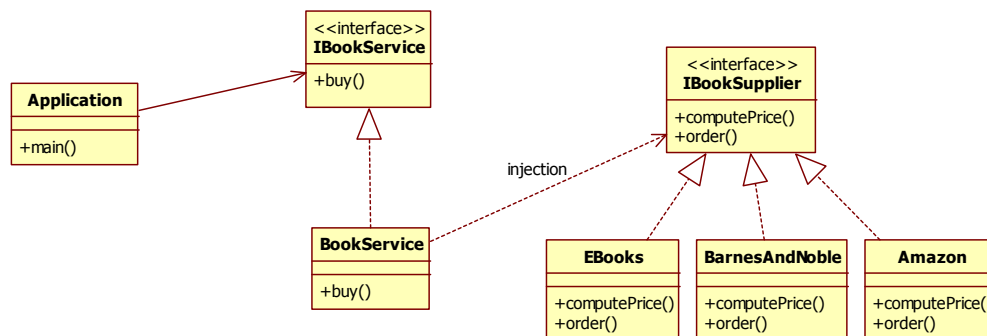 <<interface>>
IBookService
+buy()
Application
+main()
<<interface>>
IBookSupplier
+computePrice()
+order()
injection
BookService
+buy()
EBooks
+computePrice()
+order()
BarnesAndNoble
+computePrice()
+order()
Amazon
+computePrice()
+order()